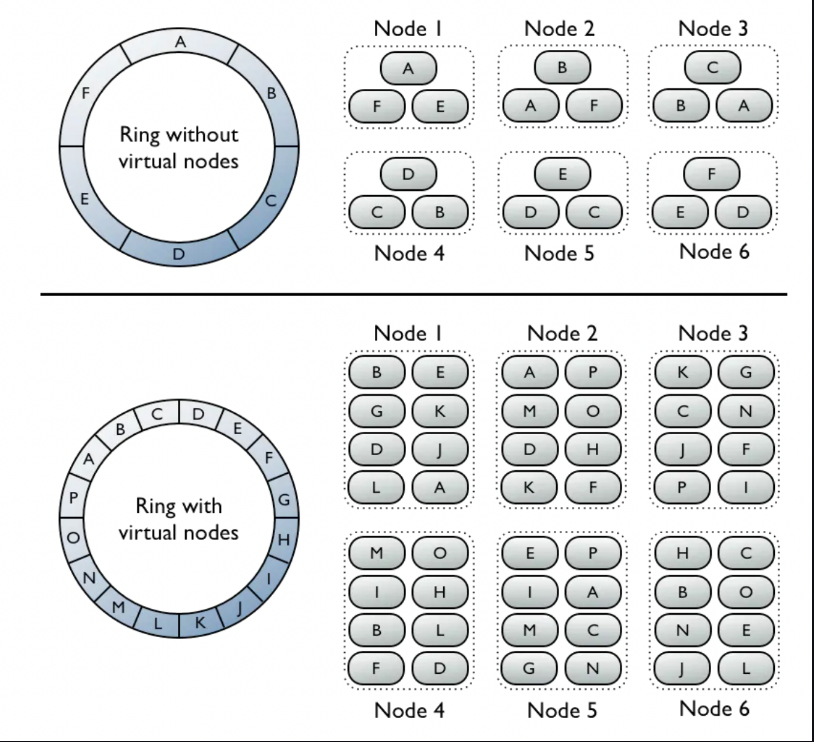 A
B
C
D
E
F
Ring without
virtual nodes
Node 1 Node 2 Node 3
A B C
F E A F B A
D E F
C B D C E D
Node 4 Node 5 Node 6
A
B
C
D
E
F
G
H
I
J
K
L
M
N
O
P
Ring with
virtual nodes
Node 1 Node 2 Node 3
B E A P K G
G K M O C N
D J D H J F
L A K F P I
M O E P H C
I H I A B O
B L M C N E
F D G N J L
Node 4 Node 5 Node 6